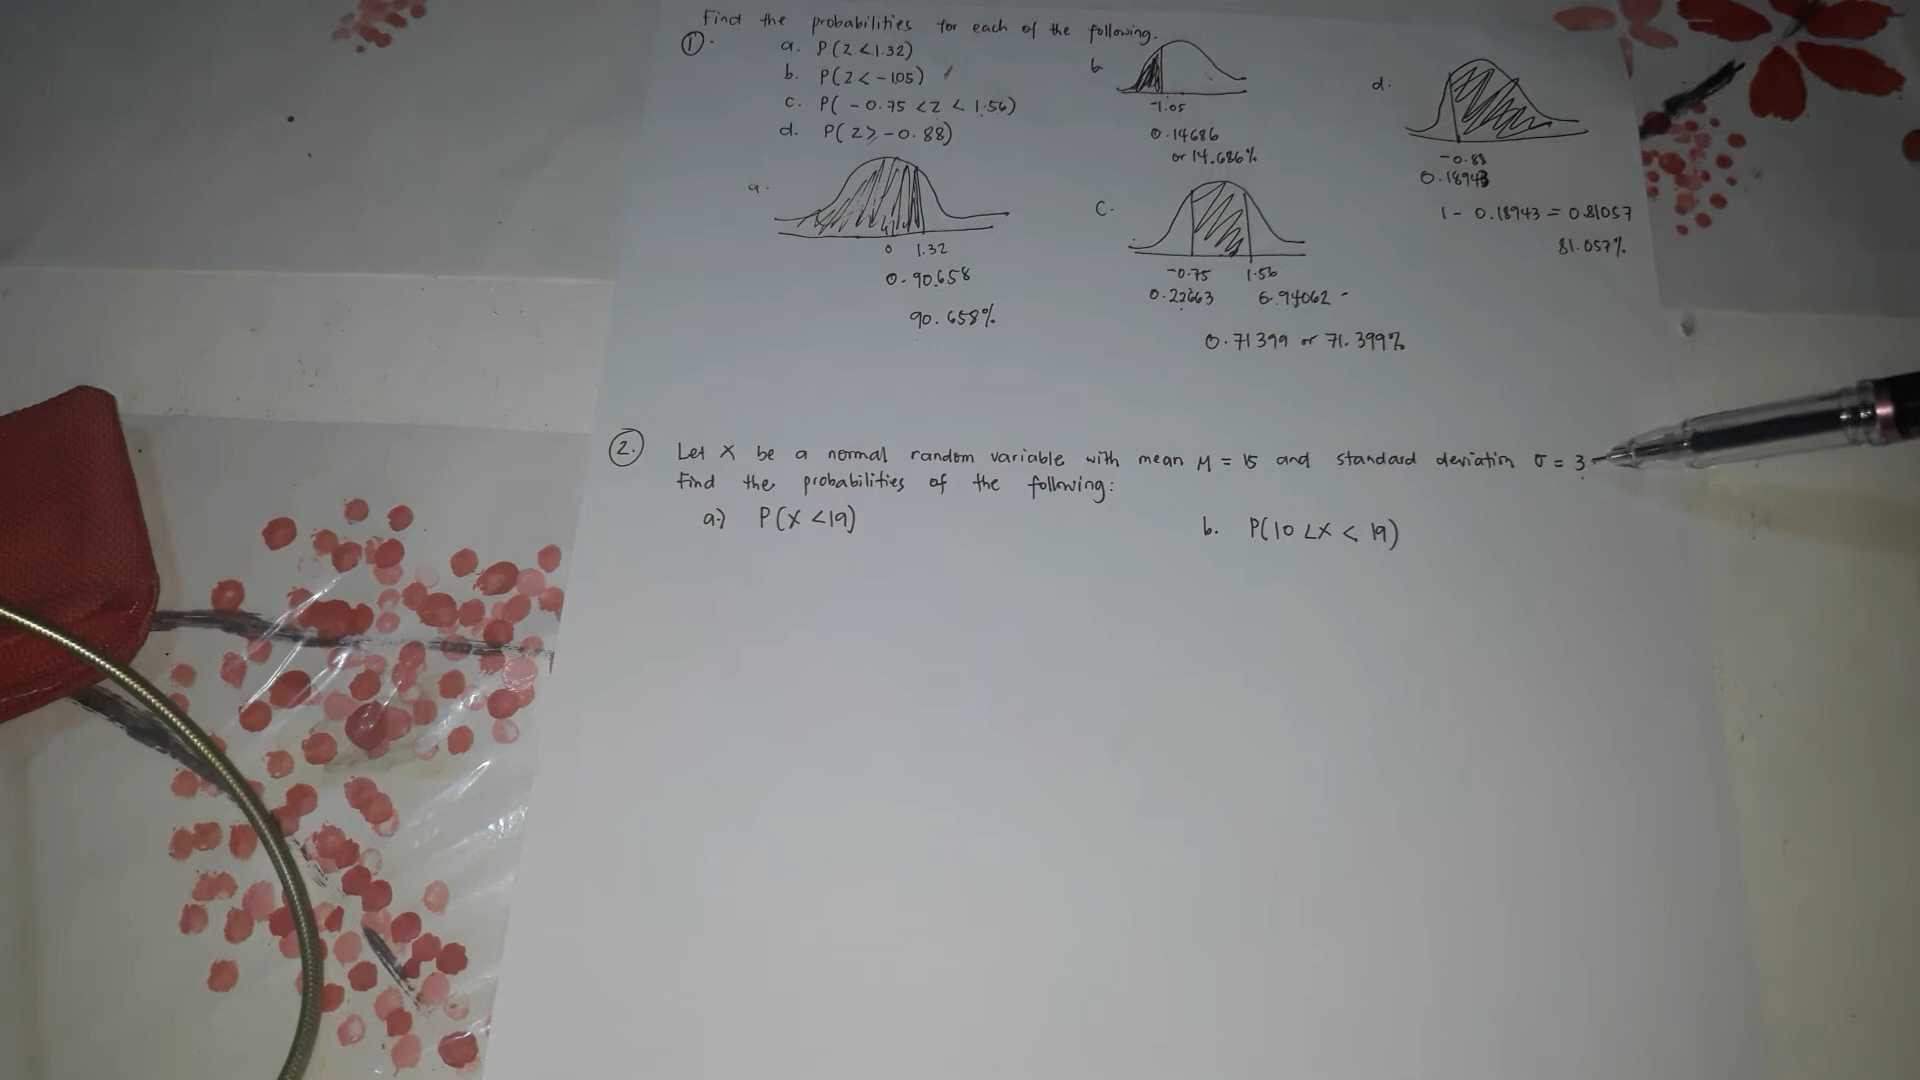 Find the probabilities for each of the following.
1.
a. P(Z < 1.32)
b. P(Z < -1.05)
c. P(-0.75 < Z < 1.56)
d. P(Z > -0.88)
a.
0 1.32
0.90658
90.658%
b
-1.05
0.14686
or 14.686%
c.
-0.75 1.56
0.22663 0.94062 -
0.71399 or 71.399%
d.
-0.88
0.18943
1 - 0.18943 = 0.81057
81.057%
2. Let X be a normal random variable with mean μ = 15 and standard deviation σ = 3
Find the probabilities of the following:
a.) P(X < 19)
b. P(10 < X < 19)